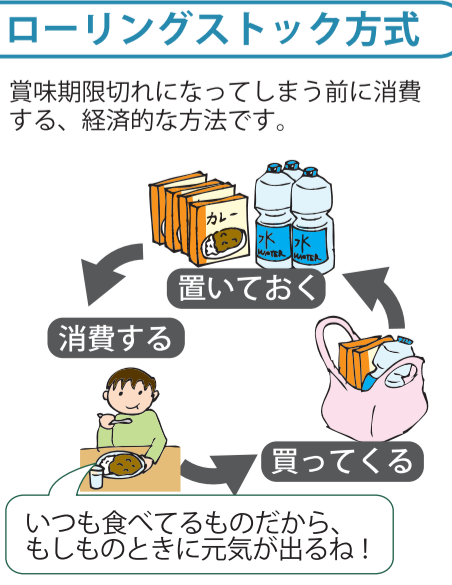 ローリングストック方式
賞味期限切れになってしまう前に消費
する、経済的な方法です。
カレー
水
WATER
水
WATER
置いておく
消費する
買ってくる
いつも食べてるものだから、
もしものときに元気が出るね！